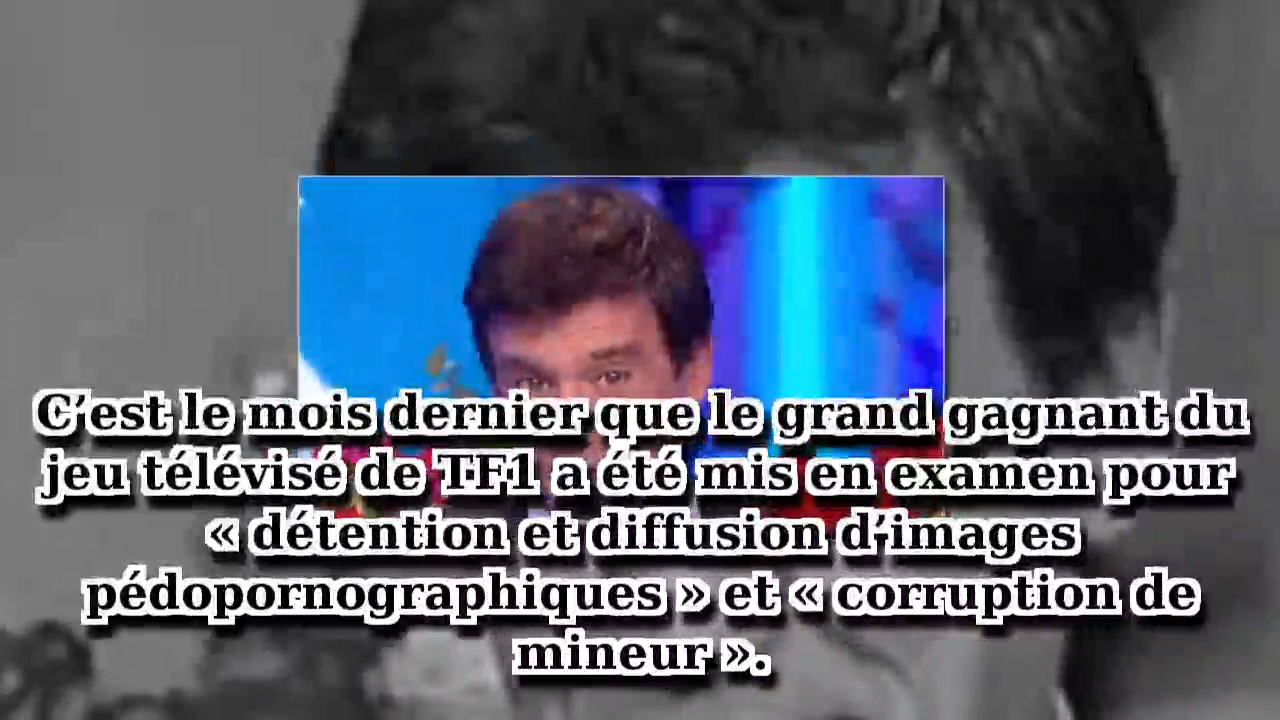 C’est le mois dernier que le grand gagnant du
jeu télévisé de TF1 a été mis en examen pour
« détention et diffusion d’images
pédopornographiques » et « corruption de
mineur ».